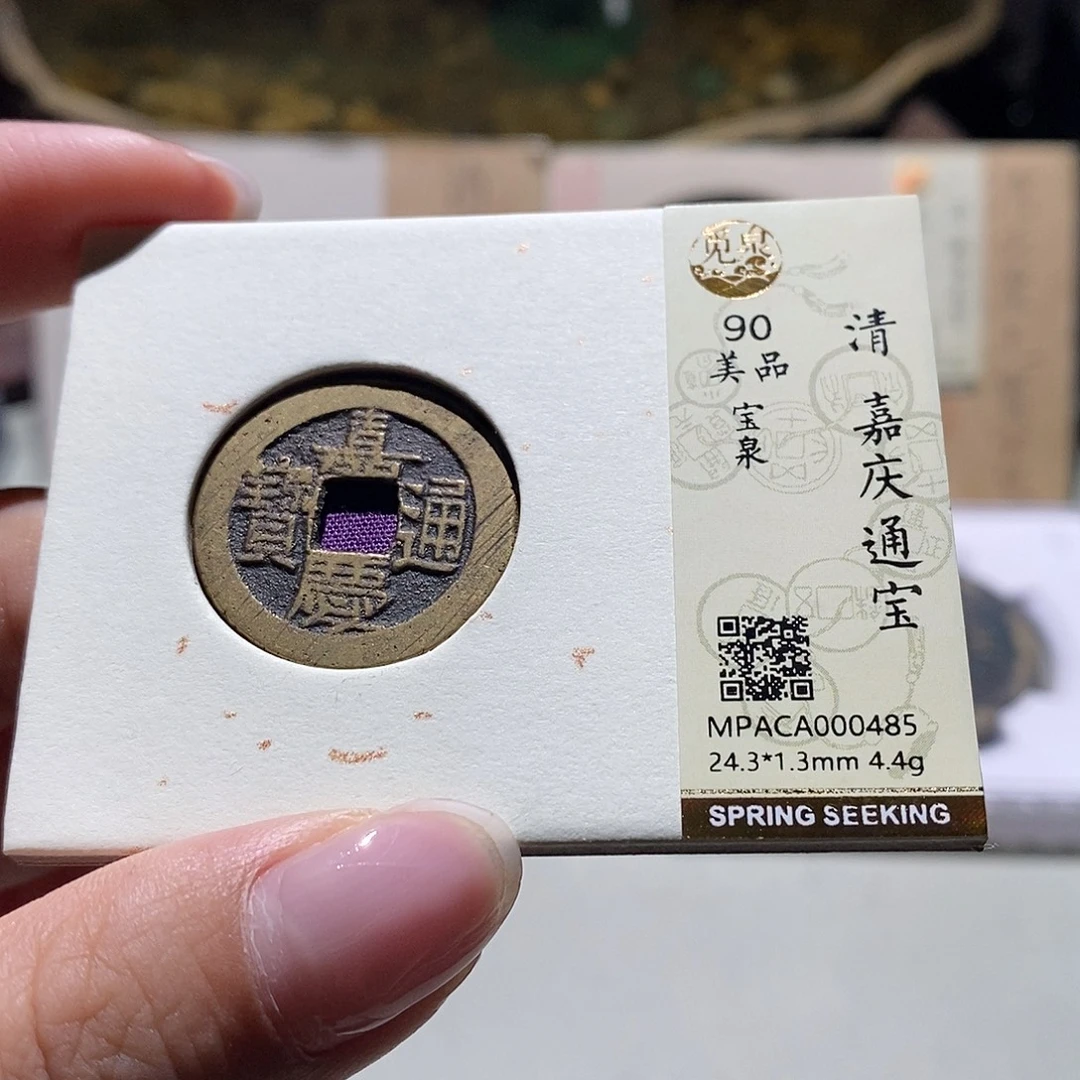 嘉慶通寶
觅泉
90
美品
宝泉
清 嘉庆通宝
MPACA000485
24.3*1.3mm 4.4g
SPRING SEEKING